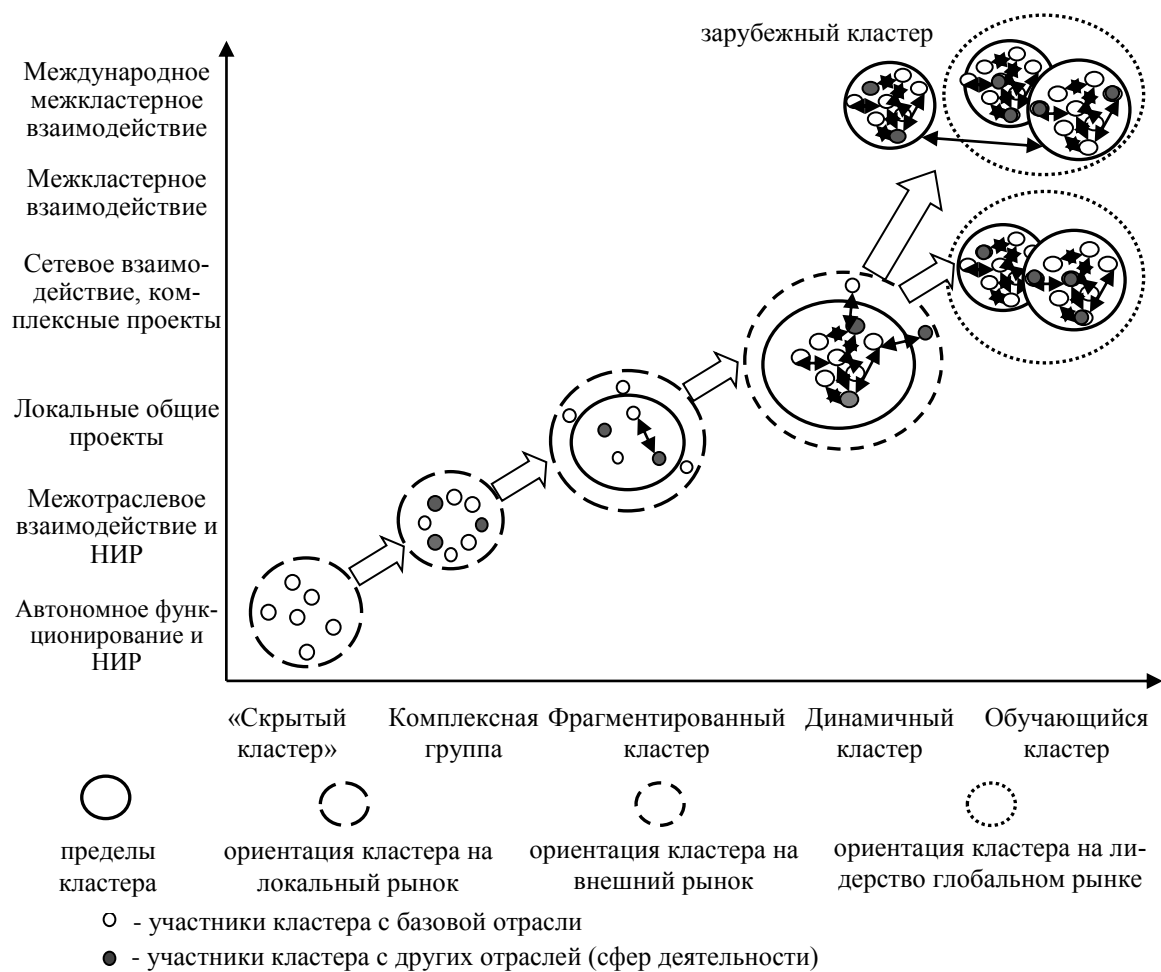 зарубежный кластер
Международное
межкластерное
взаимодействие
Межкластерное
взаимодействие
Сетевое взаимо-
действие, ком-
плексные проекты
Локальные общие
проекты
Межотраслевое
взаимодействие и
НИР
Автономное функ-
ционирование и
НИР
«Скрытый
кластер»
Комплексная
группа
Фрагментированный
кластер
Динамичный
кластер
Обучающийся
кластер
пределы
кластера
ориентация кластера на
локальный рынок
ориентация кластера на
внешний рынок
ориентация кластера на ли-
дерство глобальном рынке
- участники кластера с базовой отрасли
- участники кластера с других отраслей (сфер деятельности)